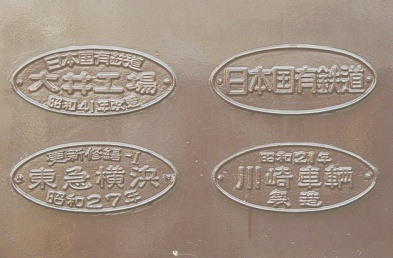 日本国有鉄道
大井工場
昭和41年改造
日本国有鉄道
更新修繕-I
東急横浜
昭和27年
昭和21年
川崎車輌
製造